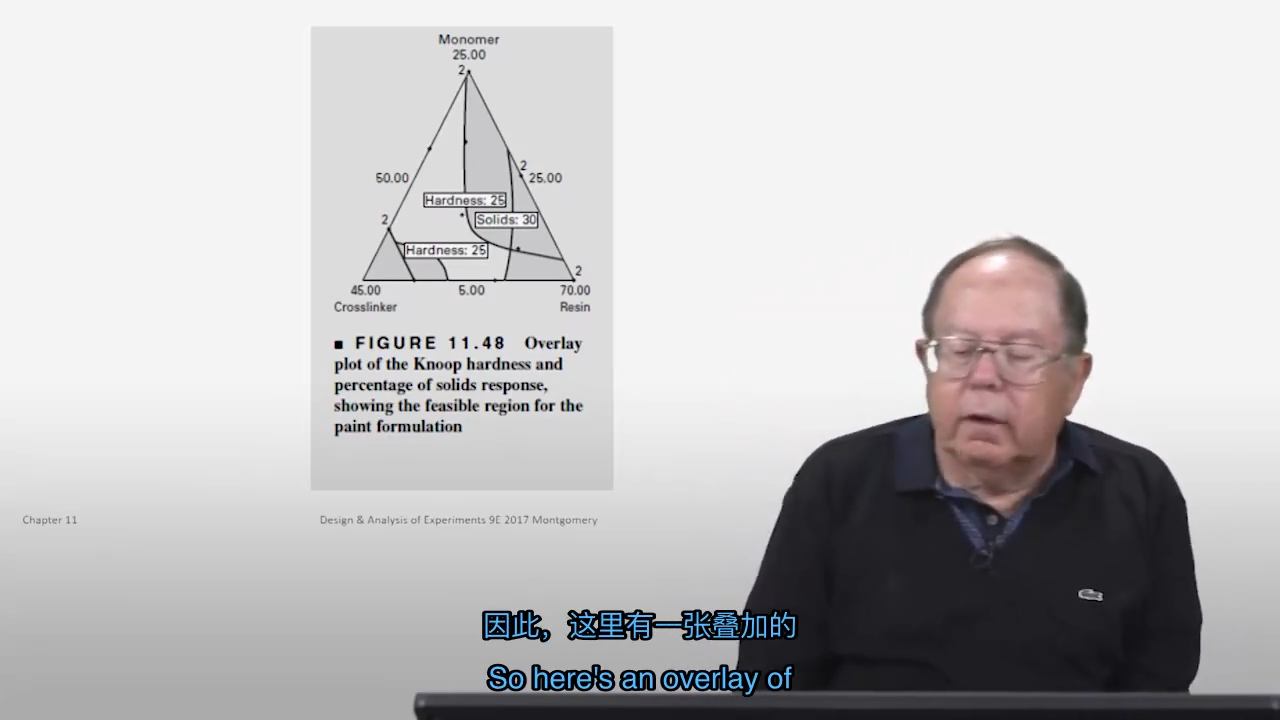 Monomer
25.00
2
2
50.00
25.00
Hardness: 25
Solids: 30
2
Hardness: 25
2
45.00
5.00
70.00
Crosslinker
Resin
■ FIGURE 11.48 Overlay
plot of the Knoop hardness and
percentage of solids response,
showing the feasible region for the
paint formulation
Chapter 11
Design & Analysis of Experiments 9E 2017 Montgomery
因此，这里有一张叠加的
So here's an overlay of